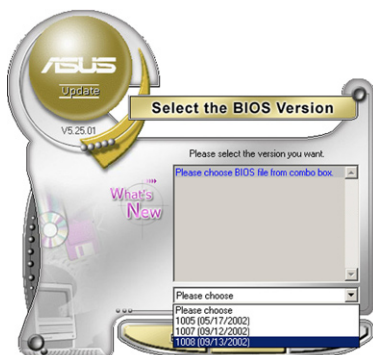 ASUS
Update
V5.25.01
Select the BIOS Version
Please select the version you want.
Please choose BIOS file from combo box.
What's
New
Please choose
Please choose
1005 (05/17/2002)
1007 (09/12/2002)
1008 (09/13/2002)